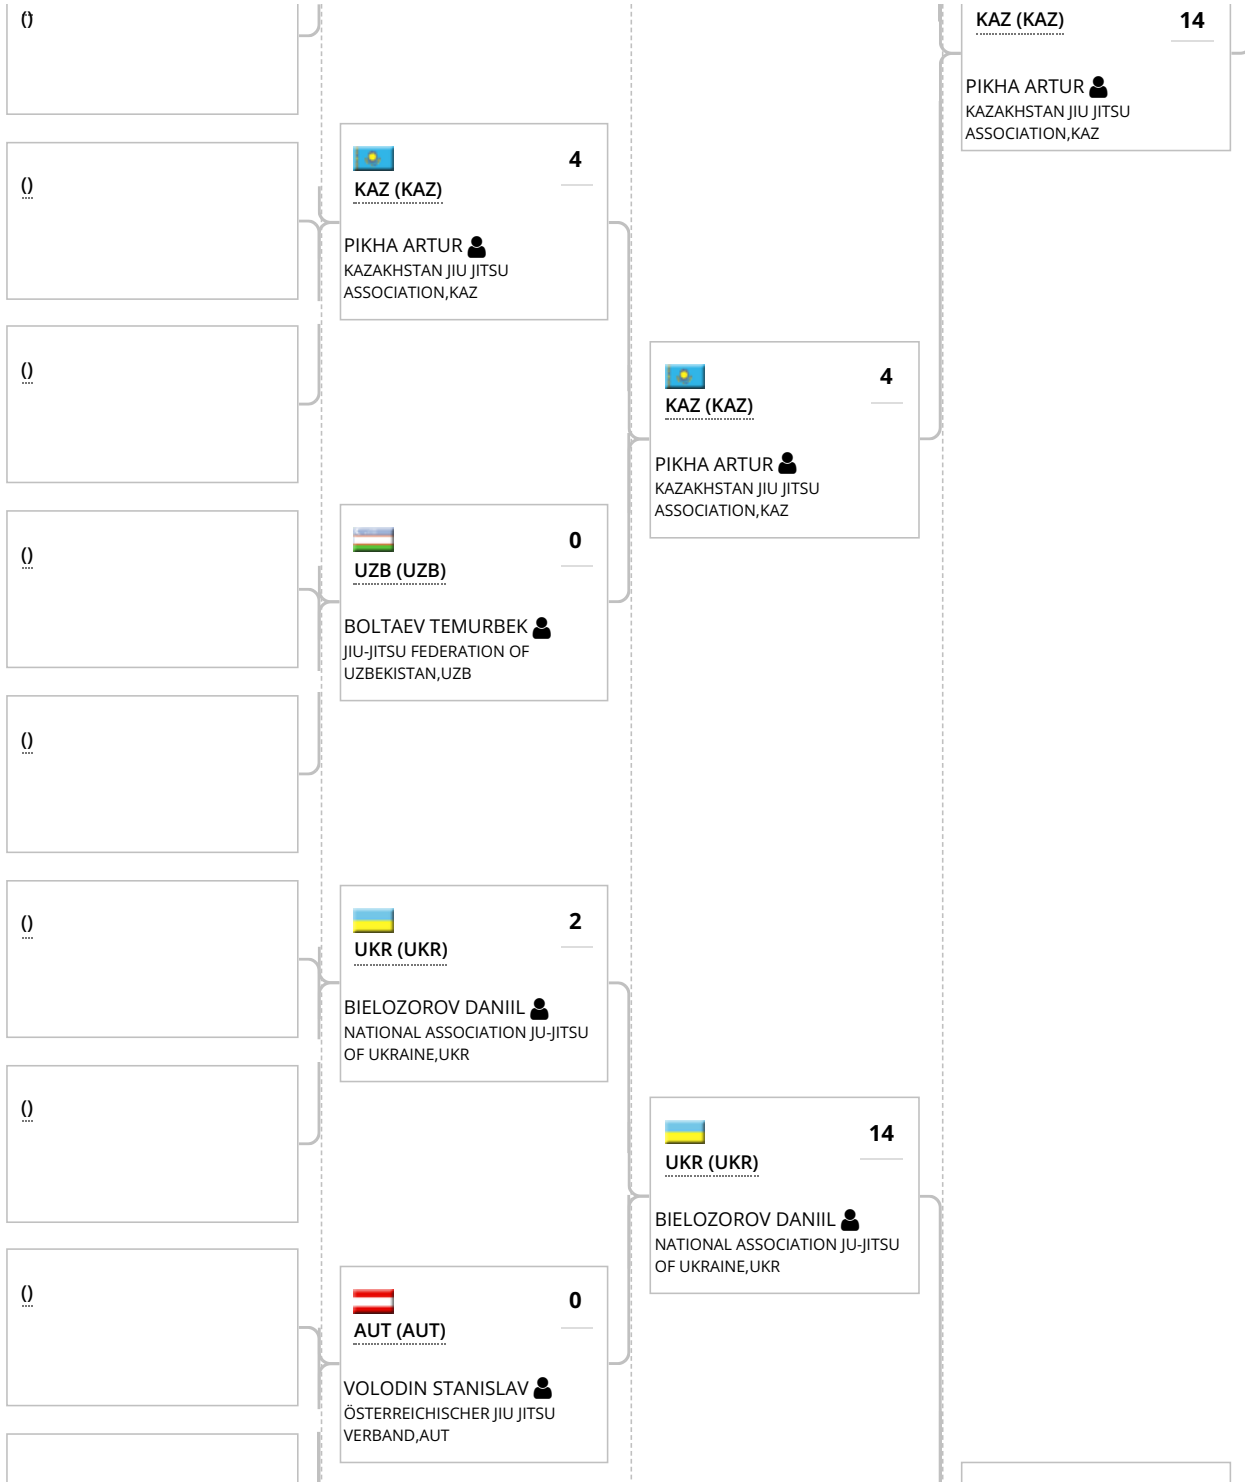 ()
()
()
()
()
()
()
()
4
KAZ (KAZ)
PIKHA ARTUR
KAZAKHSTAN JIU JITSU
ASSOCIATION,KAZ
0
UZB (UZB)
BOLTAEV TEMURBEK
JIU-JITSU FEDERATION OF
UZBEKISTAN,UZB
2
UKR (UKR)
BIELOZOROV DANIIL
NATIONAL ASSOCIATION JU-JITSU
OF UKRAINE,UKR
0
AUT (AUT)
VOLODIN STANISLAV
ÖSTERREICHISCHER JIU JITSU
VERBAND,AUT
4
KAZ (KAZ)
PIKHA ARTUR
KAZAKHSTAN JIU JITSU
ASSOCIATION,KAZ
14
UKR (UKR)
BIELOZOROV DANIIL
NATIONAL ASSOCIATION JU-JITSU
OF UKRAINE,UKR
KAZ (KAZ) 14
PIKHA ARTUR
KAZAKHSTAN JIU JITSU
ASSOCIATION,KAZ